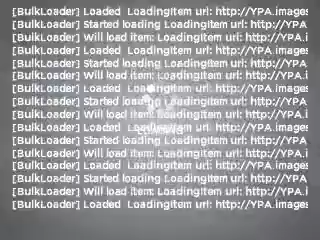 [BulkLoader] Loaded LoadingItem url: http://YPA.images
[BulkLoader] Started loading LoadingItem url: http://YPA
[BulkLoader] Will load item: LoadingItem url: http://YPA.i
[BulkLoader] Loaded LoadingItem url: http://YPA.images
[BulkLoader] Started loading LoadingItem url: http://YPA
[BulkLoader] Will load item: LoadingItem url: http://YPA.i
[BulkLoader] Loaded LoadingItem url: http://YPA.images
[BulkLoader] Started loading LoadingItem url: http://YPA
[BulkLoader] Will load item: LoadingItem url: http://YPA.i
[BulkLoader] Loaded LoadingItem url: http://YPA.images
[BulkLoader] Started loading LoadingItem url: http://YPA
[BulkLoader] Will load item: LoadingItem url: http://YPA.i
[BulkLoader] Loaded LoadingItem url: http://YPA.images
[BulkLoader] Started loading LoadingItem url: http://YPA
[BulkLoader] Will load item: LoadingItem url: http://YPA.i
[BulkLoader] Loaded LoadingItem url: http://YPA.images